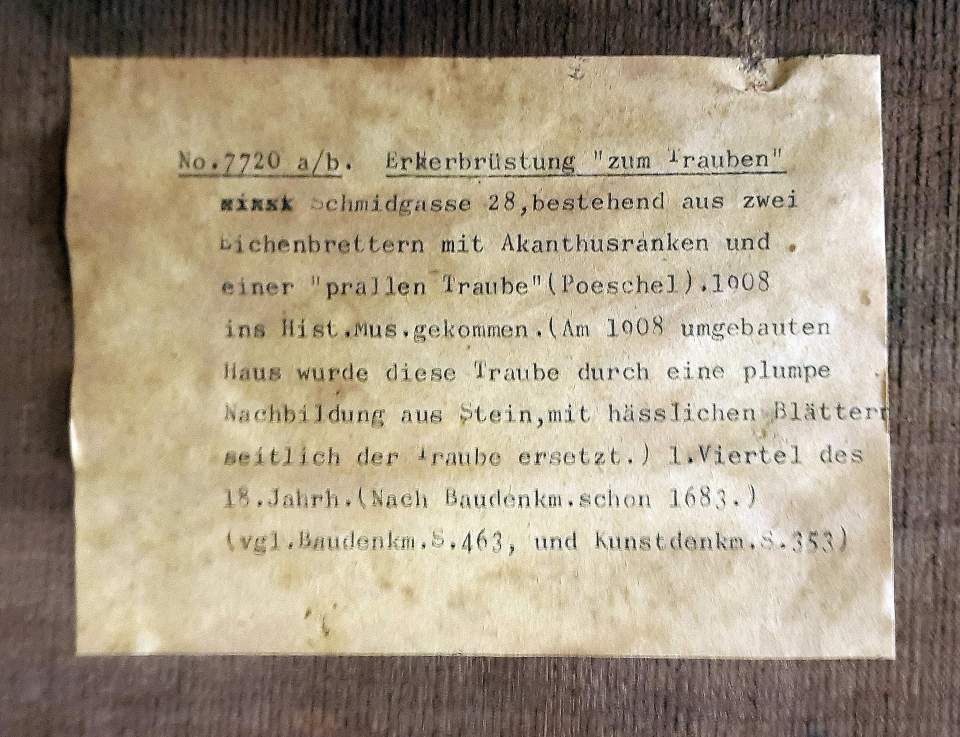 No.7720 a/b. Erkerbrüstung "zum Trauben"
Schmidgasse 28,bestehend aus zwei
Eichenbrettern mit Akanthusranken und
einer "prallen Traube"(Poeschel).1908
ins Hist.Mus.gekommen.(Am 1908 umgebauten
Haus wurde diese Traube durch eine plumpe
Nachbildung aus Stein,mit hässlichen Blättern
seitlich der Traube ersetzt.) 1.Viertel des
18.Jahrh.(Nach Baudenkm.schon 1683.)
(vgl.Baudenkm.S.463, und Kunstdenkm.S.353)